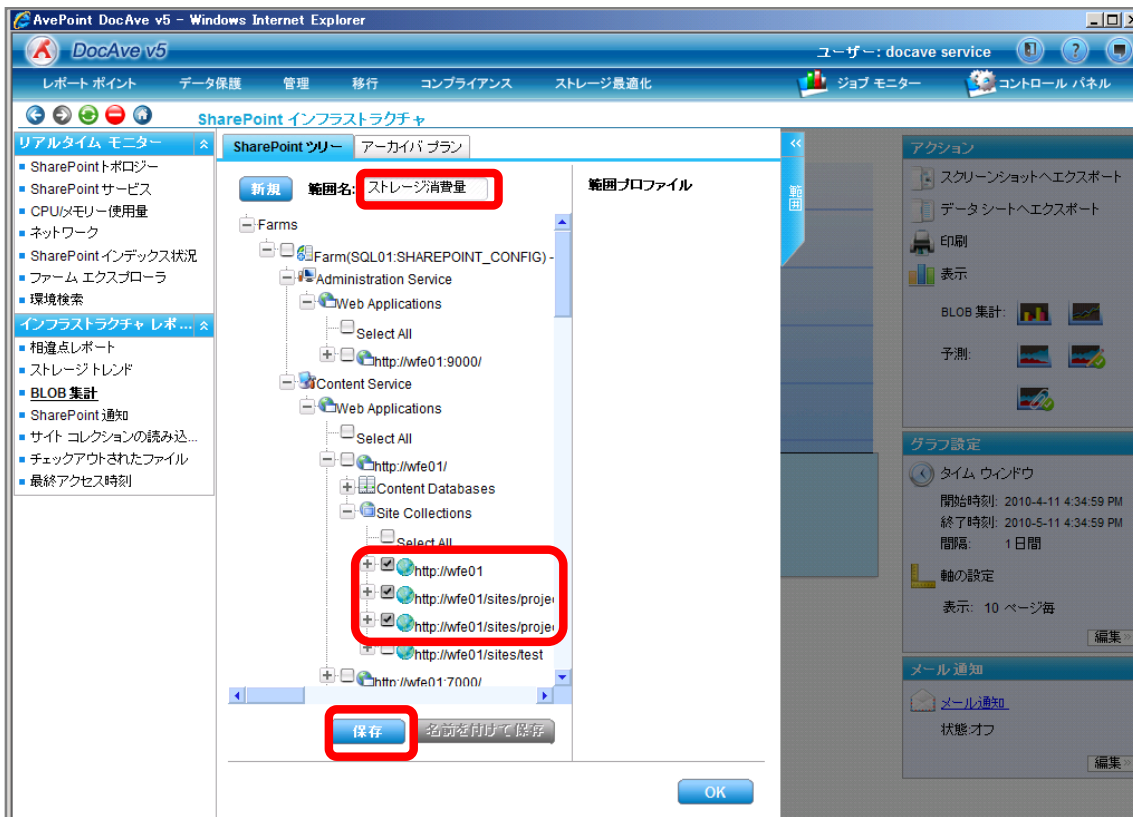 AvePoint DocAve v5 - Windows Internet Explorer
DocAve v5
ユーザー: docave service
レポート ポイント
データ保護
管理
移行
コンプライアンス
ストレージ最適化
ジョブ モニター
コントロール パネル
SharePoint インフラストラクチャ
リアルタイム モニター
SharePointトポロジー
SharePoint サービス
CPU/メモリー使用量
ネットワーク
SharePoint インデックス状況
ファーム エクスプローラ
環境検索
インフラストラクチャ レポ...
相違点レポート
ストレージトレンド
BLOB 集計
SharePoint 通知
サイト コレクションの読み込...
チェックアウトされたファイル
最終アクセス時刻
SharePoint ツリー
アーカイバ プラン
新規
範囲名:
ストレージ消費量
Farms
Farm(SQL01:SHAREPOINT_CONFIG) -
Administration Service
Web Applications
Select All
http://wfe01:9000/
Content Service
Web Applications
Select All
http://wfe01/
Content Databases
Site Collections
Select All
http://wfe01
http://wfe01/sites/projec
http://wfe01/sites/projec
http://wfe01/sites/test
http://wfe01:7000/
保存
名前を付けて保存
範囲プロファイル
OK
範囲
アクション
スクリーンショットへエクスポート
データ シートへエクスポート
印刷
表示
BLOB 集計:
予測:
グラフ設定
タイム ウィンドウ
開始時刻: 2010-4-11 4:34:59 PM
終了時刻: 2010-5-11 4:34:59 PM
間隔: 1 日間
軸の設定
表示: 10 ページ毎
編集
メール 通知
メール通知
状態:オフ
編集